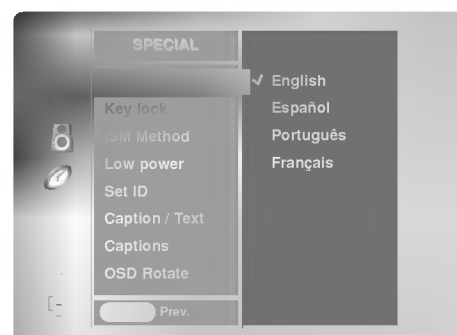 SPECIAL
English
Key lock
Español
ISM Method
Português
Low power
Français
Set ID
Caption / Text
Captions
OSD Rotate
Prev.